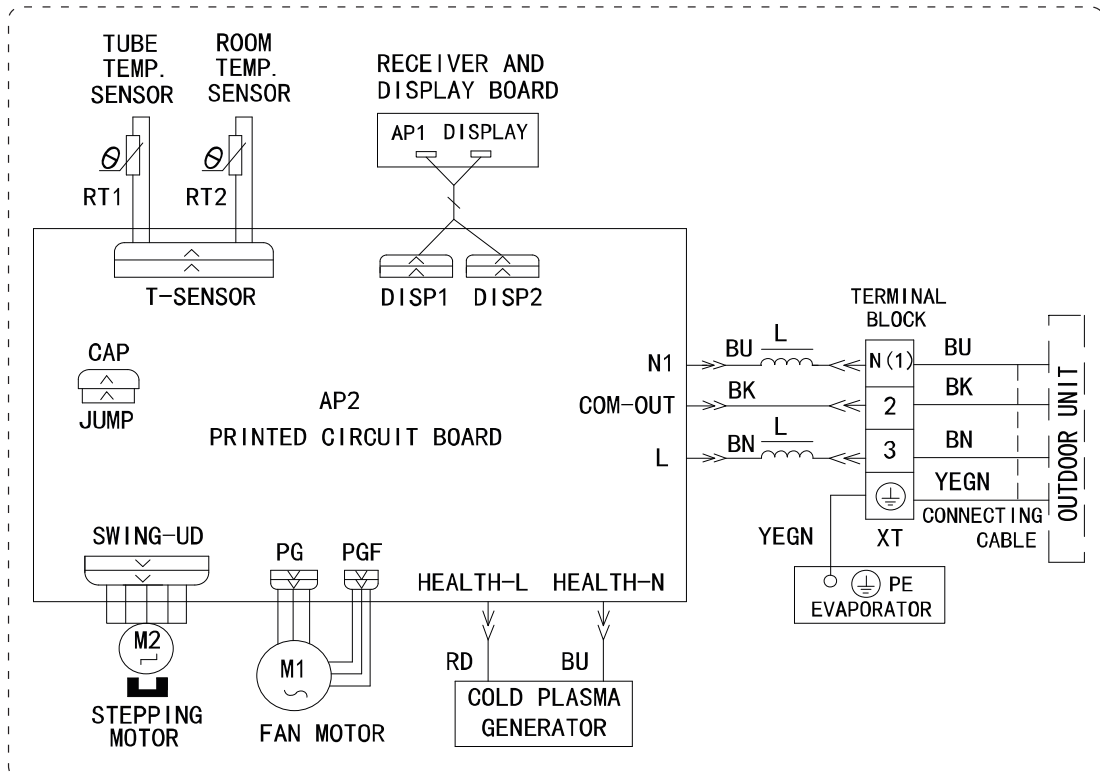 TUBE
TEMP.
SENSOR
ROOM
TEMP.
SENSOR
RECEIVER AND
DISPLAY BOARD
AP1 DISPLAY
θ
RT1
θ
RT2
T-SENSOR
DISP1
DISP2
CAP
JUMP
AP2
PRINTED CIRCUIT BOARD
N1
COM-OUT
L
BU
L
BK
BN
L
TERMINAL
BLOCK
N(1)
2
3
XT
BU
BK
BN
YEGN
CONNECTING
CABLE
OUTDOOR UNIT
YEGN
PE
EVAPORATOR
SWING-UD
M2
STEPPING
MOTOR
PG
PGF
M1
FAN MOTOR
HEALTH-L
HEALTH-N
RD
BU
COLD PLASMA
GENERATOR